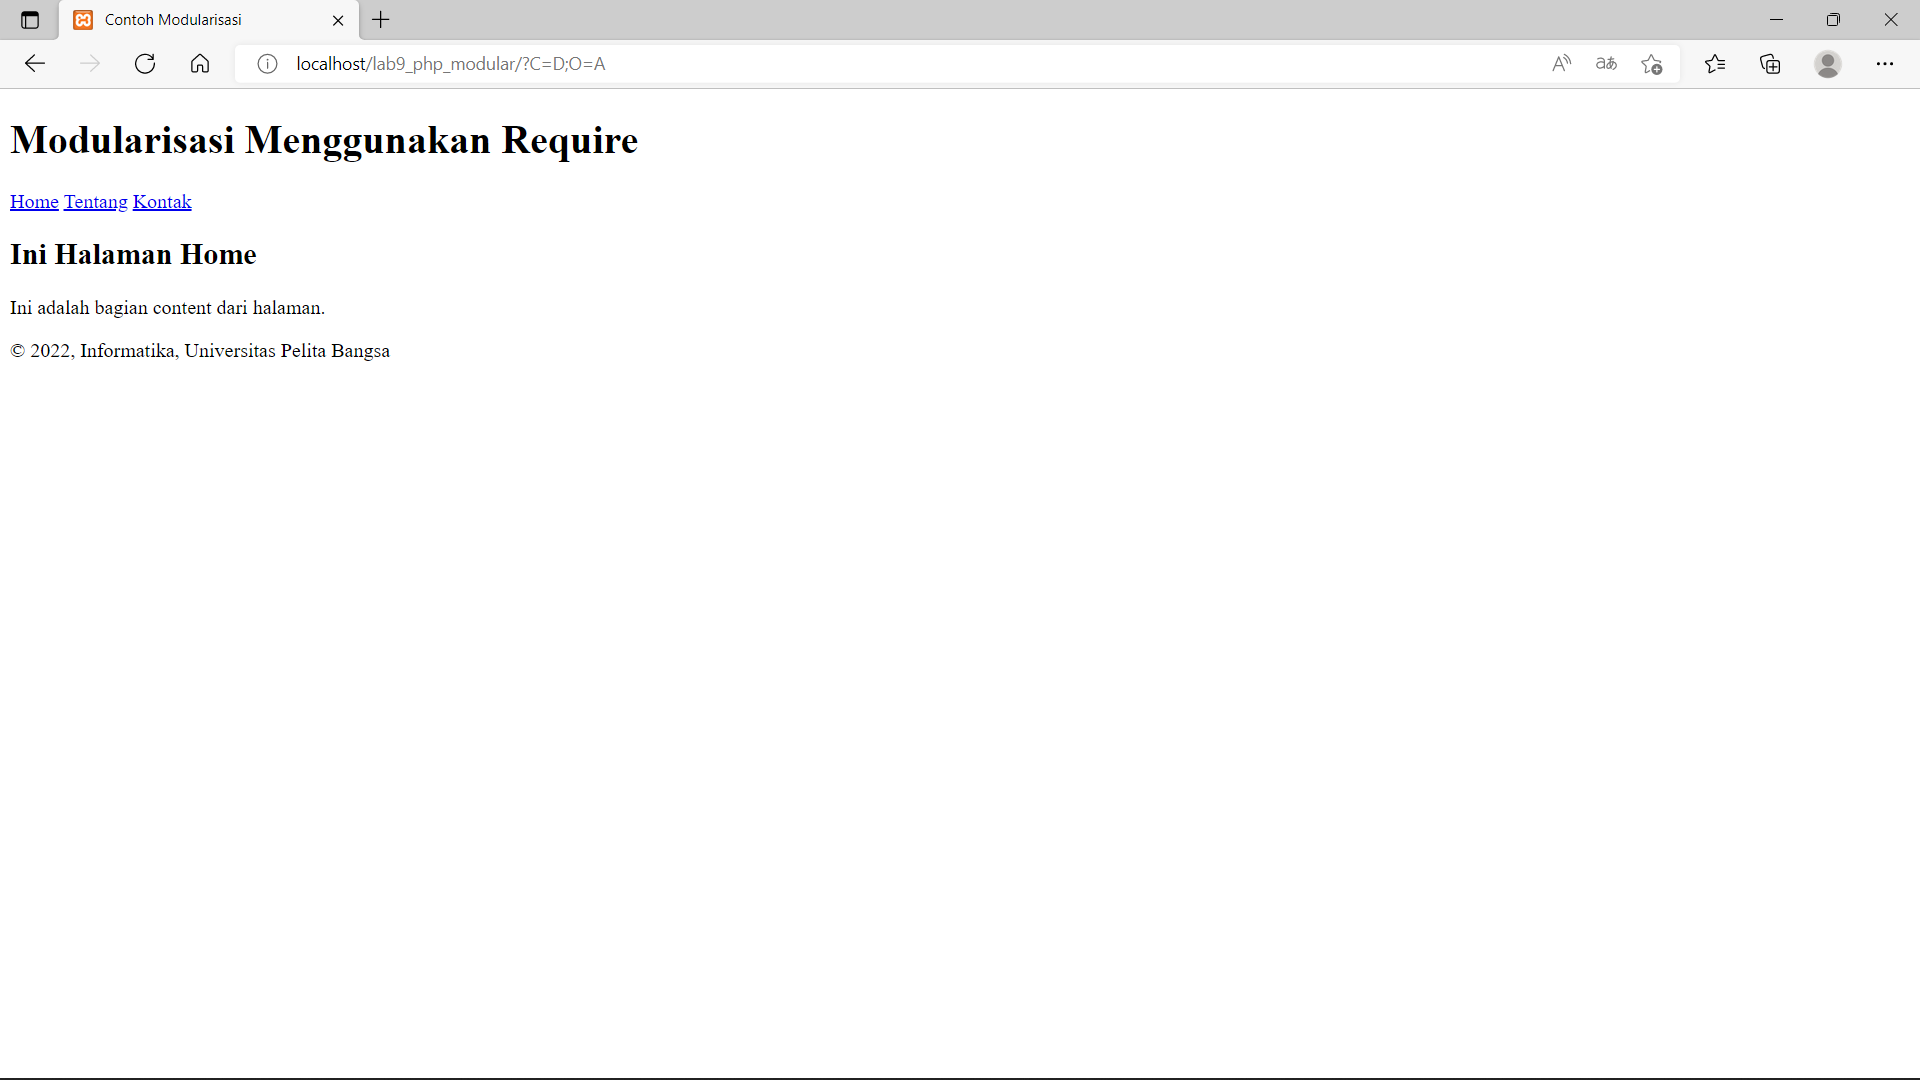 Contoh Modularisasi
localhost/lab9_php_modular/?C=D;O=A
Modularisasi Menggunakan Require
Home Tentang Kontak
Ini Halaman Home
Ini adalah bagian content dari halaman.
© 2022, Informatika, Universitas Pelita Bangsa